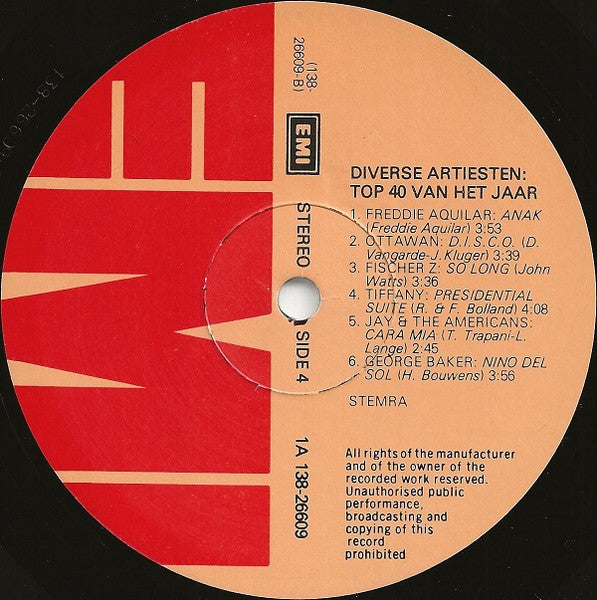 (138-
26609-B)
EMI
STEREO
SIDE 4
1A 138-26609
DIVERSE ARTIESTEN:
TOP 40 VAN HET JAAR
1. FREDDIE AQUILAR: ANAK
(Freddie Aquilar) 3:53
2. OTTAWAN: D.I.S.C.O. (D.
Vangarde-J. Kluger) 3:39
3. FISCHER Z: SO LONG (John
Watts) 3:36
4. TIFFANY: PRESIDENTIAL
SUITE (R. & F. Bolland) 4:08
5. JAY & THE AMERICANS:
CARA MIA (T. Trapani-L.
Lange) 2:45
6. GEORGE BAKER: NINO DEL
SOL (H. Bouwens) 3:56
STEMRA
All rights of the manufacturer
and of the owner of the
recorded work reserved.
Unauthorised public
performance,
broadcasting and
copying of this
record
prohibited